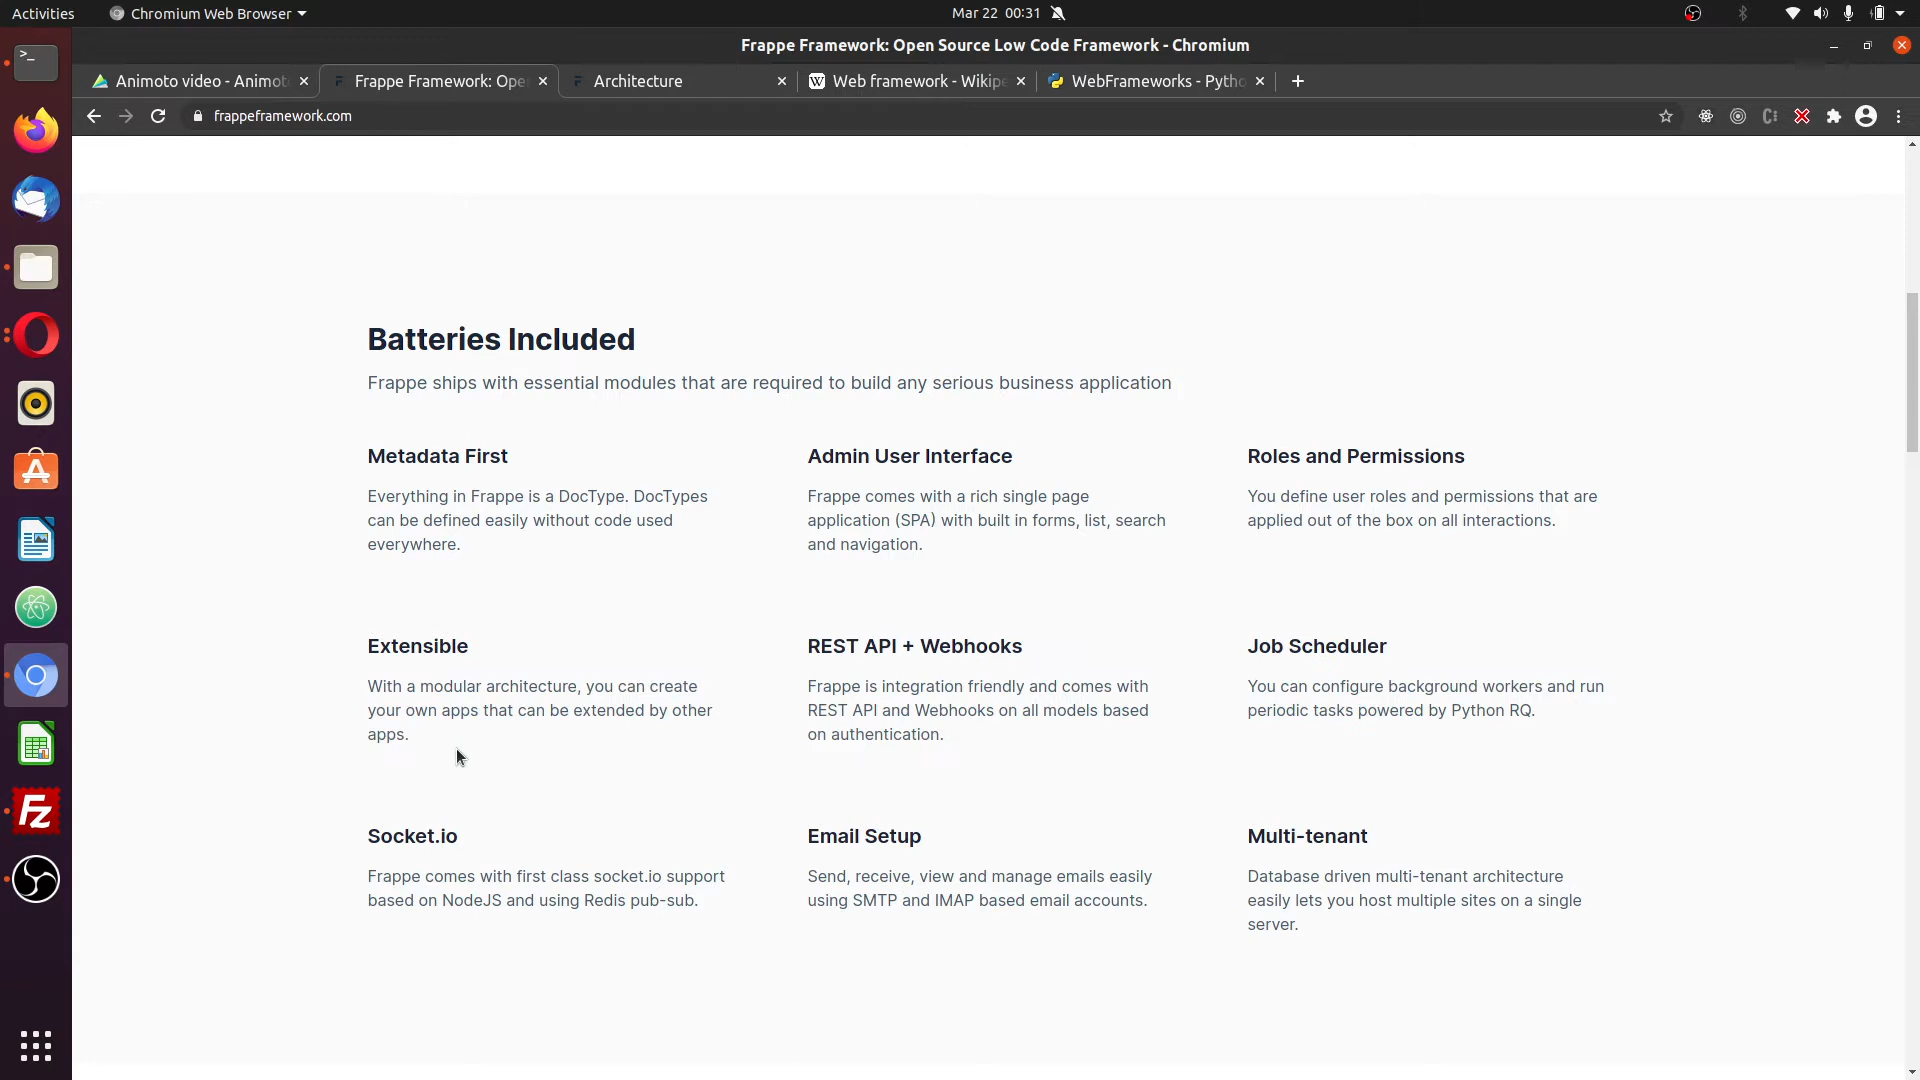 Activities
Chromium Web Browser
Mar 22 00:31
Frappe Framework: Open Source Low Code Framework - Chromium
Animoto video - Animot
Frappe Framework: Ope
Architecture
W
Web framework - Wikipe
WebFrameworks - Pytho
frappeframework.com
Batteries Included
Frappe ships with essential modules that are required to build any serious business application
Metadata First
Everything in Frappe is a DocType. DocTypes
can be defined easily without code used
everywhere.
Admin User Interface
Frappe comes with a rich single page
application (SPA) with built in forms, list, search
and navigation.
Roles and Permissions
You define user roles and permissions that are
applied out of the box on all interactions.
Extensible
With a modular architecture, you can create
your own apps that can be extended by other
apps.
REST API + Webhooks
Frappe is integration friendly and comes with
REST API and Webhooks on all models based
on authentication.
Job Scheduler
You can configure background workers and run
periodic tasks powered by Python RQ.
Socket.io
Frappe comes with first class socket.io support
based on NodeJS and using Redis pub-sub.
Email Setup
Send, receive, view and manage emails easily
using SMTP and IMAP based email accounts.
Multi-tenant
Database driven multi-tenant architecture
easily lets you host multiple sites on a single
server.
Fz